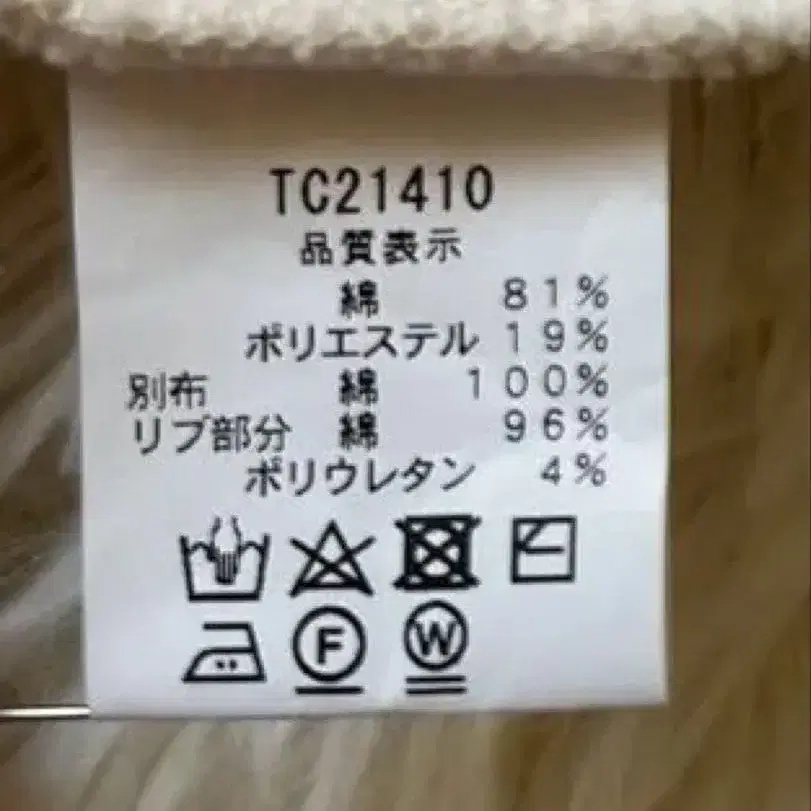 TC21410
品質表示
綿 81%
ポリエステル 19%
別布 綿 100%
リブ部分 綿 96%
ポリウレタン 4%
F W